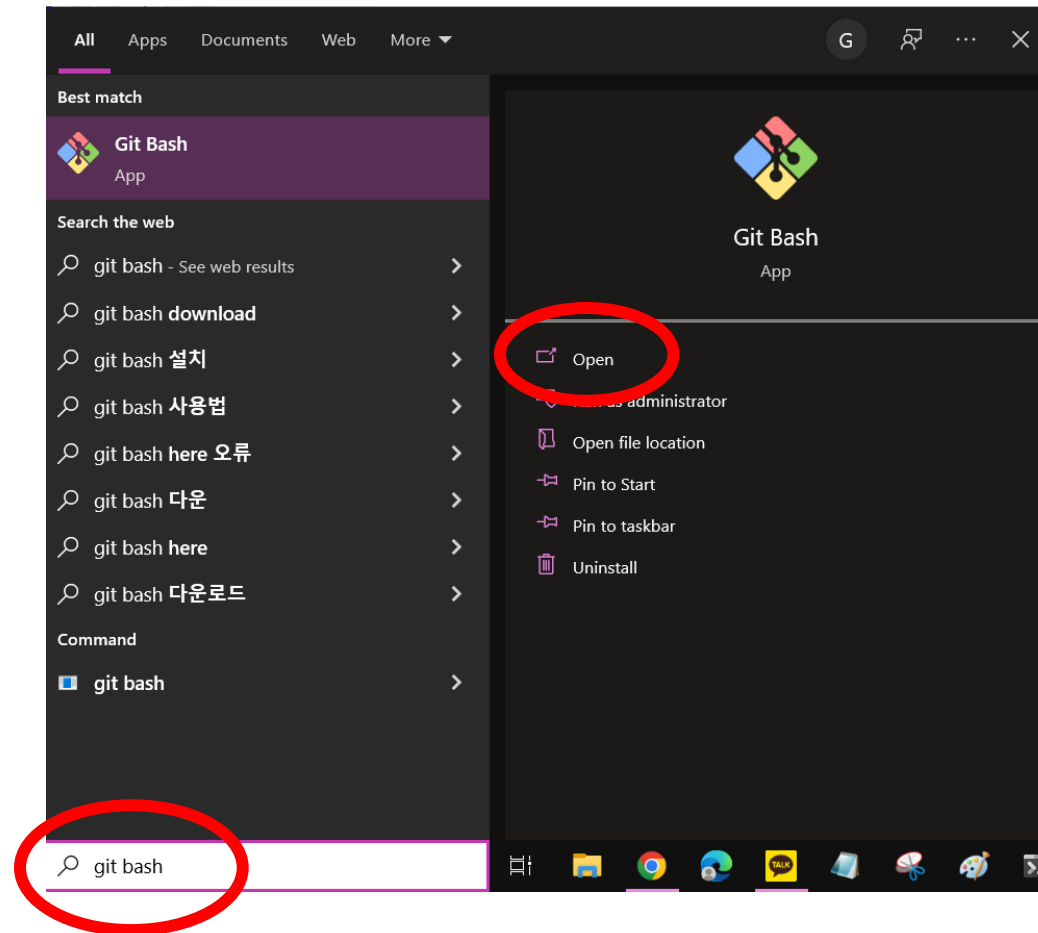 All Apps Documents Web More
G
Best match
Git Bash
App
Search the web
git bash - See web results
git bash download
git bash 설치
git bash 사용법
git bash here 오류
git bash 다운
git bash here
git bash 다운로드
Command
git bash
git bash
Git Bash
App
Open
as administrator
Open file location
Pin to Start
Pin to taskbar
Uninstall
TALK